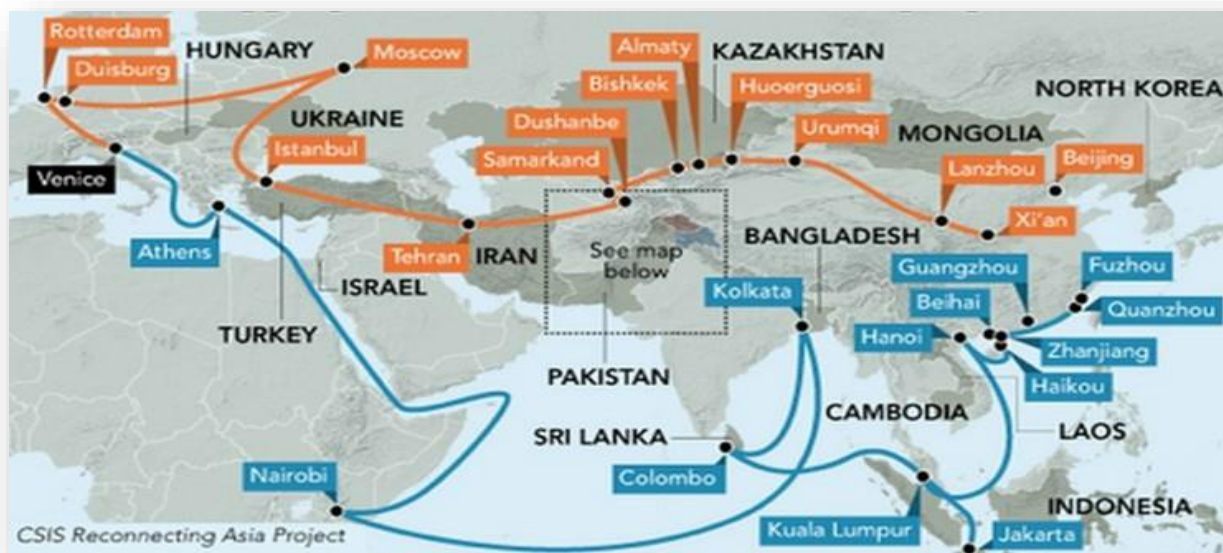 Rotterdam
HUNGARY
Moscow
Almaty
KAZAKHSTAN
Duisburg
Bishkek
Huoerguosi
NORTH KOREA
UKRAINE
Dushanbe
Urumqi
MONGOLIA
Istanbul
Samarkand
Lanzhou
Beijing
Venice
Xi'an
Athens
Tehran
IRAN
See map
below
BANGLADESH
Guangzhou
Fuzhou
ISRAEL
Kolkata
Beihai
Quanzhou
TURKEY
Hanoi
Zhanjiang
PAKISTAN
Haikou
CAMBODIA
SRI LANKA
LAOS
Nairobi
Colombo
INDONESIA
Kuala Lumpur
Jakarta
CSIS Reconnecting Asia Project